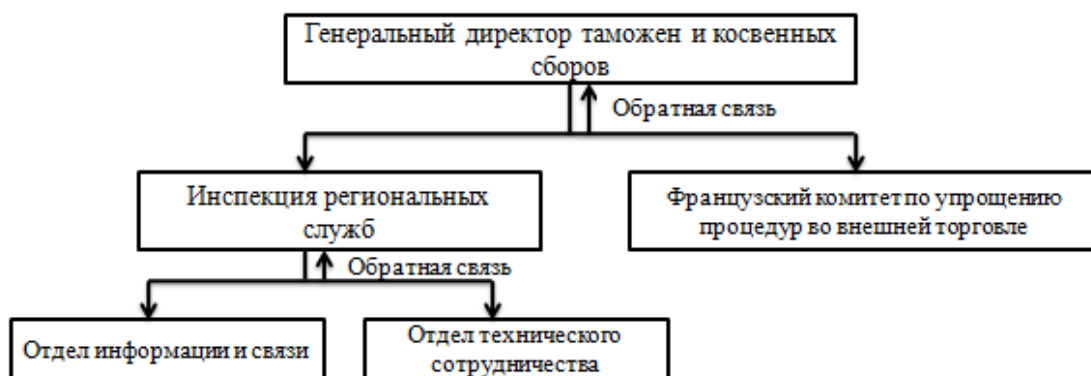 Генеральный директор таможен и косвенных
сборов
Обратная связь
Инспекция региональных
служб
Французский комитет по упрощению
процедур во внешней торговле
Обратная связь
Отдел информации и связи
Отдел технического
сотрудничества